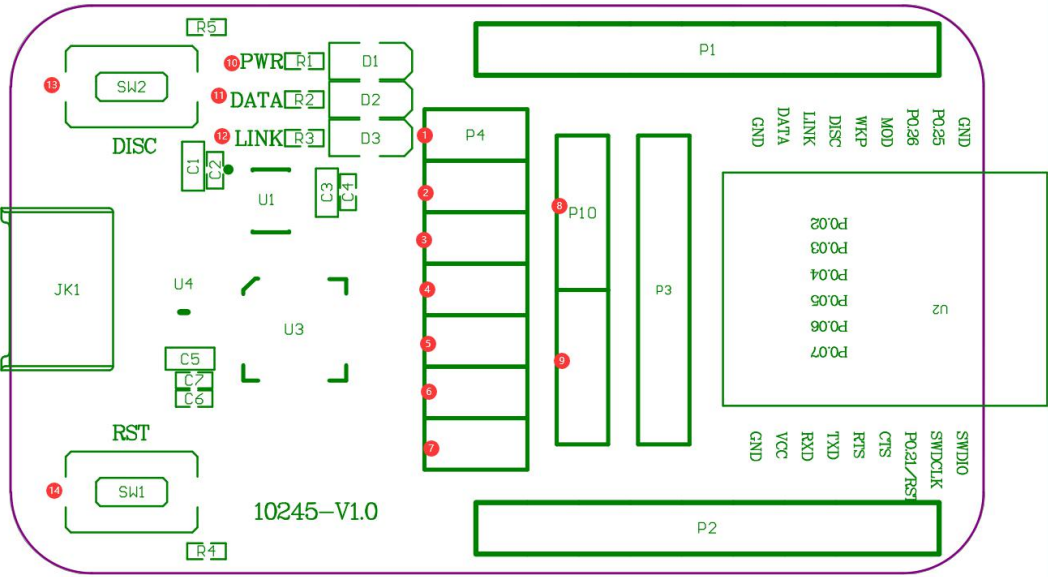 R5
P1
10 PWR R1 D1
13 SW2
11 DATA R2 D2
12 LINK R3 D3
DISC
1 P4
GND DATA LINK DISC WKP MOD P0.26 P0.25 GND
C1 C2
U1
C3 C4
2
8 P10
3
P0.02
P0.03
P0.04
P0.05
P0.06
P0.07
JK1
U4
U3
4
P3
U2
5
9
C5
C7
C6
6
RST
7
GND VCC RXD TXD RTS CTS P0.21/RST SWDCLK SWDIO
14 SW1
10245-V1.0
P2
R4